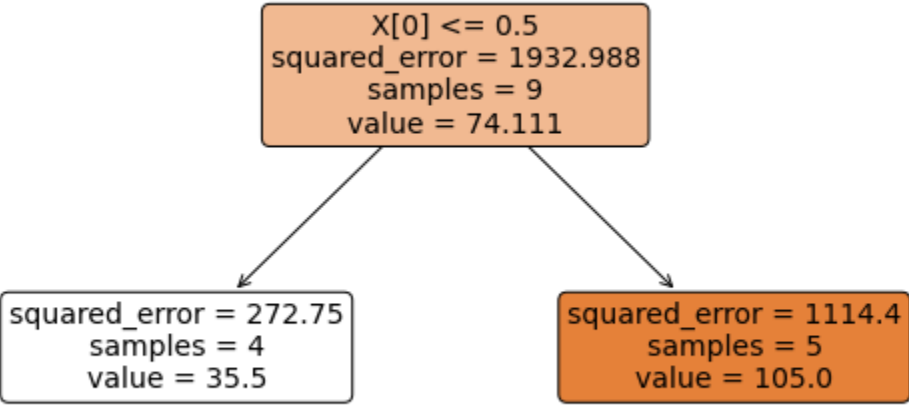 X[0] <= 0.5
squared_error = 1932.988
samples = 9
value = 74.111
squared_error = 272.75
samples = 4
value = 35.5
squared_error = 1114.4
samples = 5
value = 105.0